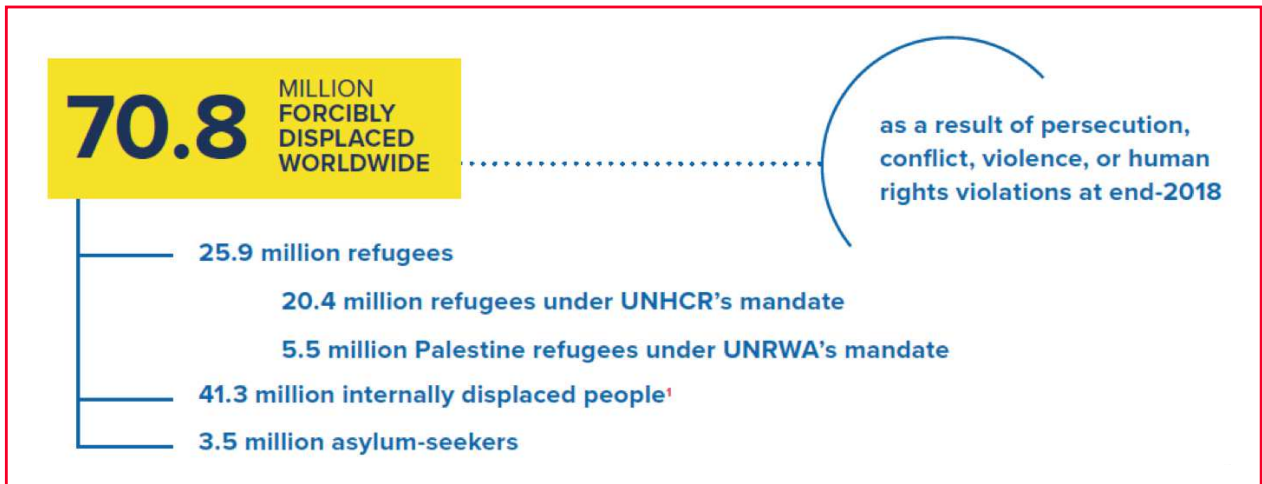 70.8
MILLION
FORCIBLY
DISPLACED
WORLDWIDE
as a result of persecution,
conflict, violence, or human
rights violations at end-2018
25.9 million refugees
20.4 million refugees under UNHCR’s mandate
5.5 million Palestine refugees under UNRWA’s mandate
41.3 million internally displaced people¹
3.5 million asylum-seekers